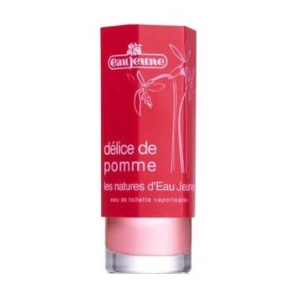 eau jeune
délice de
pomme
les natures d'Eau Jeune
eau de toilette vaporisateur